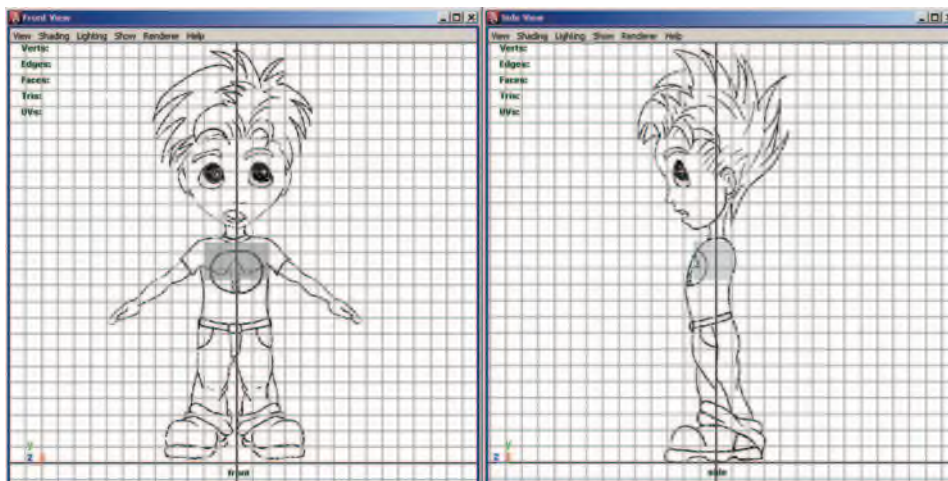 Front View
View Shading Lighting Show Renderer Help
Verts:
Edges:
Faces:
Tris:
UVs:
y
z x
front
Side View
View Shading Lighting Show Renderer Help
Verts:
Edges:
Faces:
Tris:
UVs:
y
z x
side